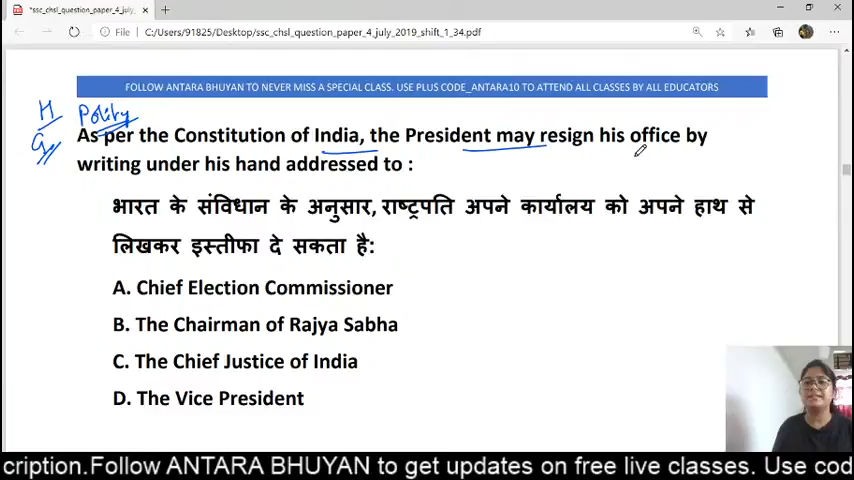 *ssc_chsl_question_paper_4_july_2019_shift_1_34.pdf
File | C:/Users/91825/Desktop/ssc_chsl_question_paper_4_july_2019_shift_1_34.pdf
FOLLOW ANTARA BHUYAN TO NEVER MISS A SPECIAL CLASS. USE PLUS CODE_ANTARA10 TO ATTEND ALL CLASSES BY ALL EDUCATORS
H Polity
As per the Constitution of India, the President may resign his office by
writing under his hand addressed to :
भारत के संविधान के अनुसार, राष्ट्रपति अपने कार्यालय को अपने हाथ से
लिखकर इस्तीफा दे सकता है:
A. Chief Election Commissioner
B. The Chairman of Rajya Sabha
C. The Chief Justice of India
D. The Vice President
cription.Follow ANTARA BHUYAN to get updates on free live classes. Use cod